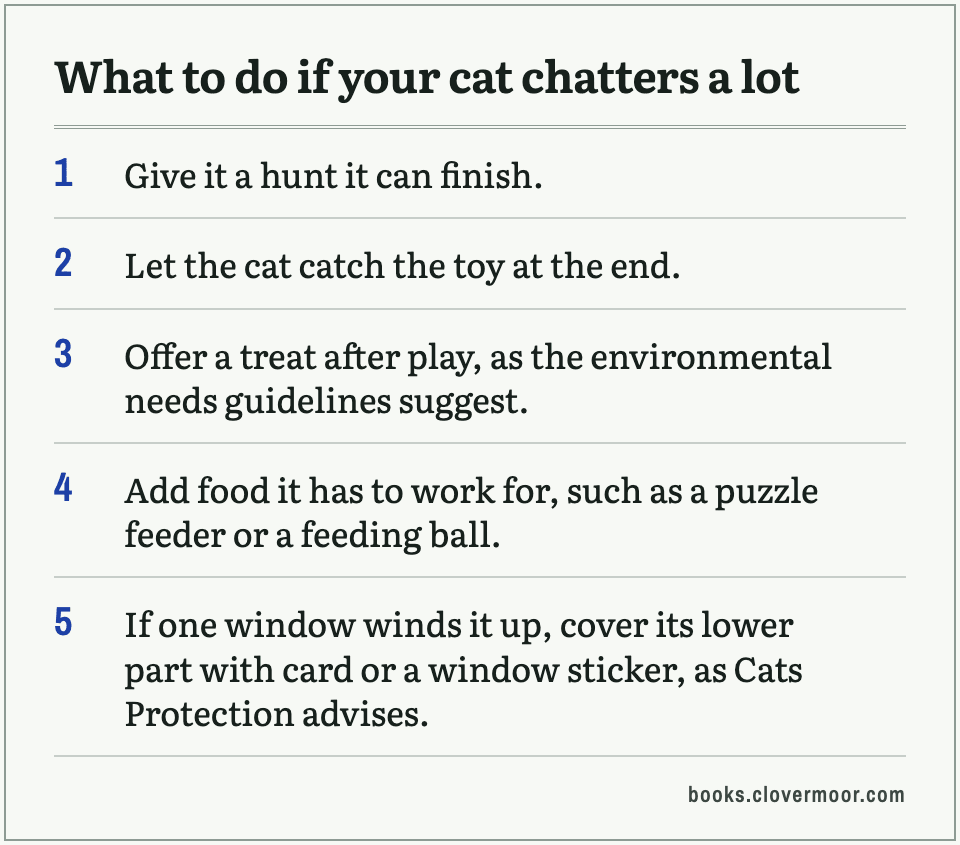 What to do if your cat chatters a lot
1 Give it a hunt it can finish.
2 Let the cat catch the toy at the end.
3 Offer a treat after play, as the environmental
needs guidelines suggest.
4 Add food it has to work for, such as a puzzle
feeder or a feeding ball.
5 If one window winds it up, cover its lower
part with card or a window sticker, as Cats
Protection advises.
books.clovermoor.com